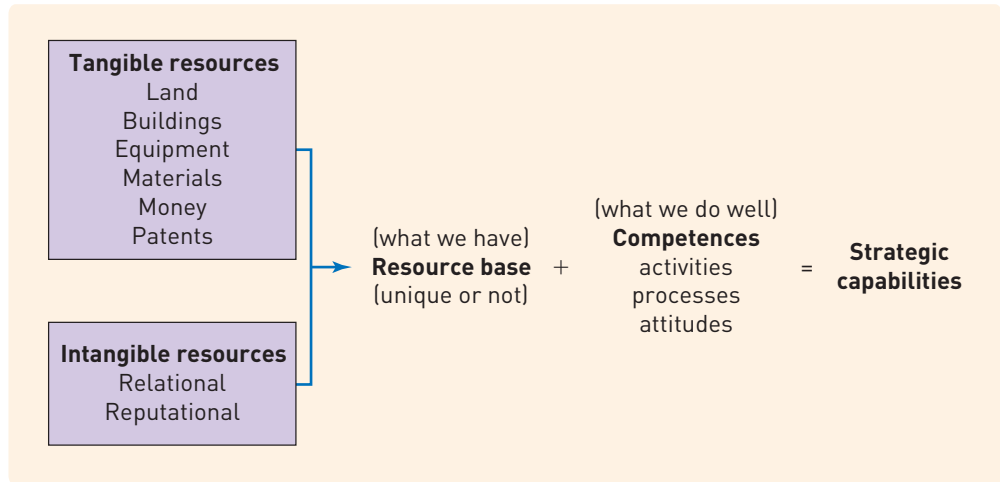 Tangible resources
Land
Buildings
Equipment
Materials
Money
Patents
Intangible resources
Relational
Reputational
(what we have)
Resource base
(unique or not)
+
(what we do well)
Competences
activities
processes
attitudes
=
Strategic
capabilities